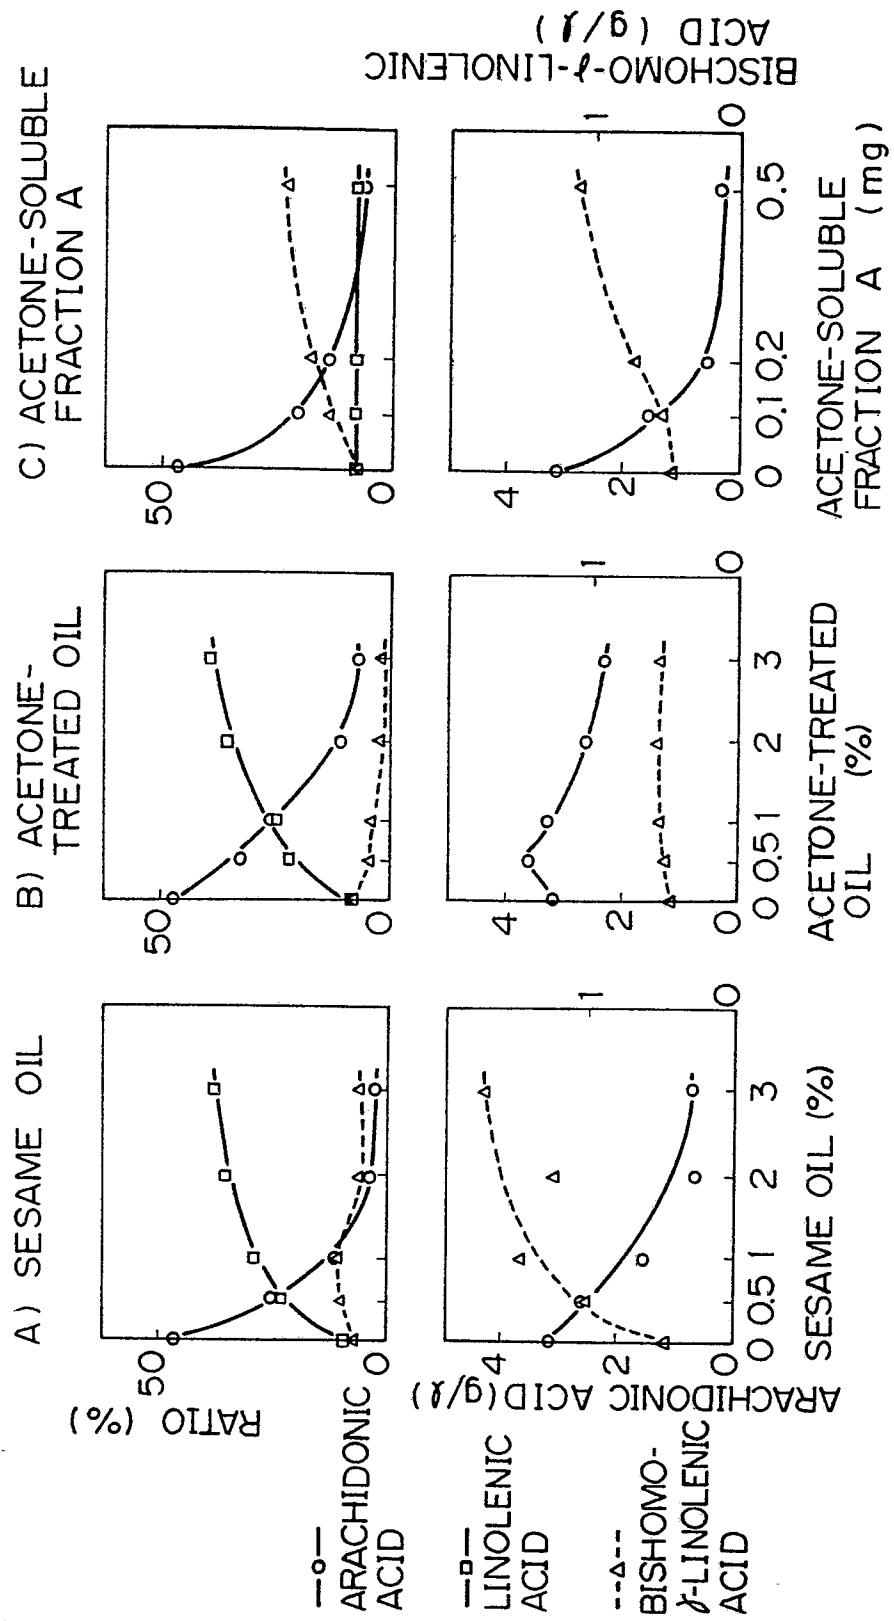 A) SESAME OIL
B) ACETONE-
TREATED OIL
C) ACETONE-SOLUBLE
FRACTION A
RATIO (%)
50
0
50
0
50
0
ARACHIDONIC ACID (g/ℓ)
4
2
0
1
0
4
2
0
1
0
4
2
0
1
0
BISCHOMO-γ-LINOLENIC
ACID (g/ℓ)
0 0.5 1 2 3
SESAME OIL (%)
0 0.5 1 2 3
ACETONE-TREATED
OIL (%)
0 0.1 0.2 0.5
ACETONE-SOLUBLE
FRACTION A (mg)
ARACHIDONIC
ACID
LINOLENIC
ACID
BISHOMO-
γ-LINOLENIC
ACID